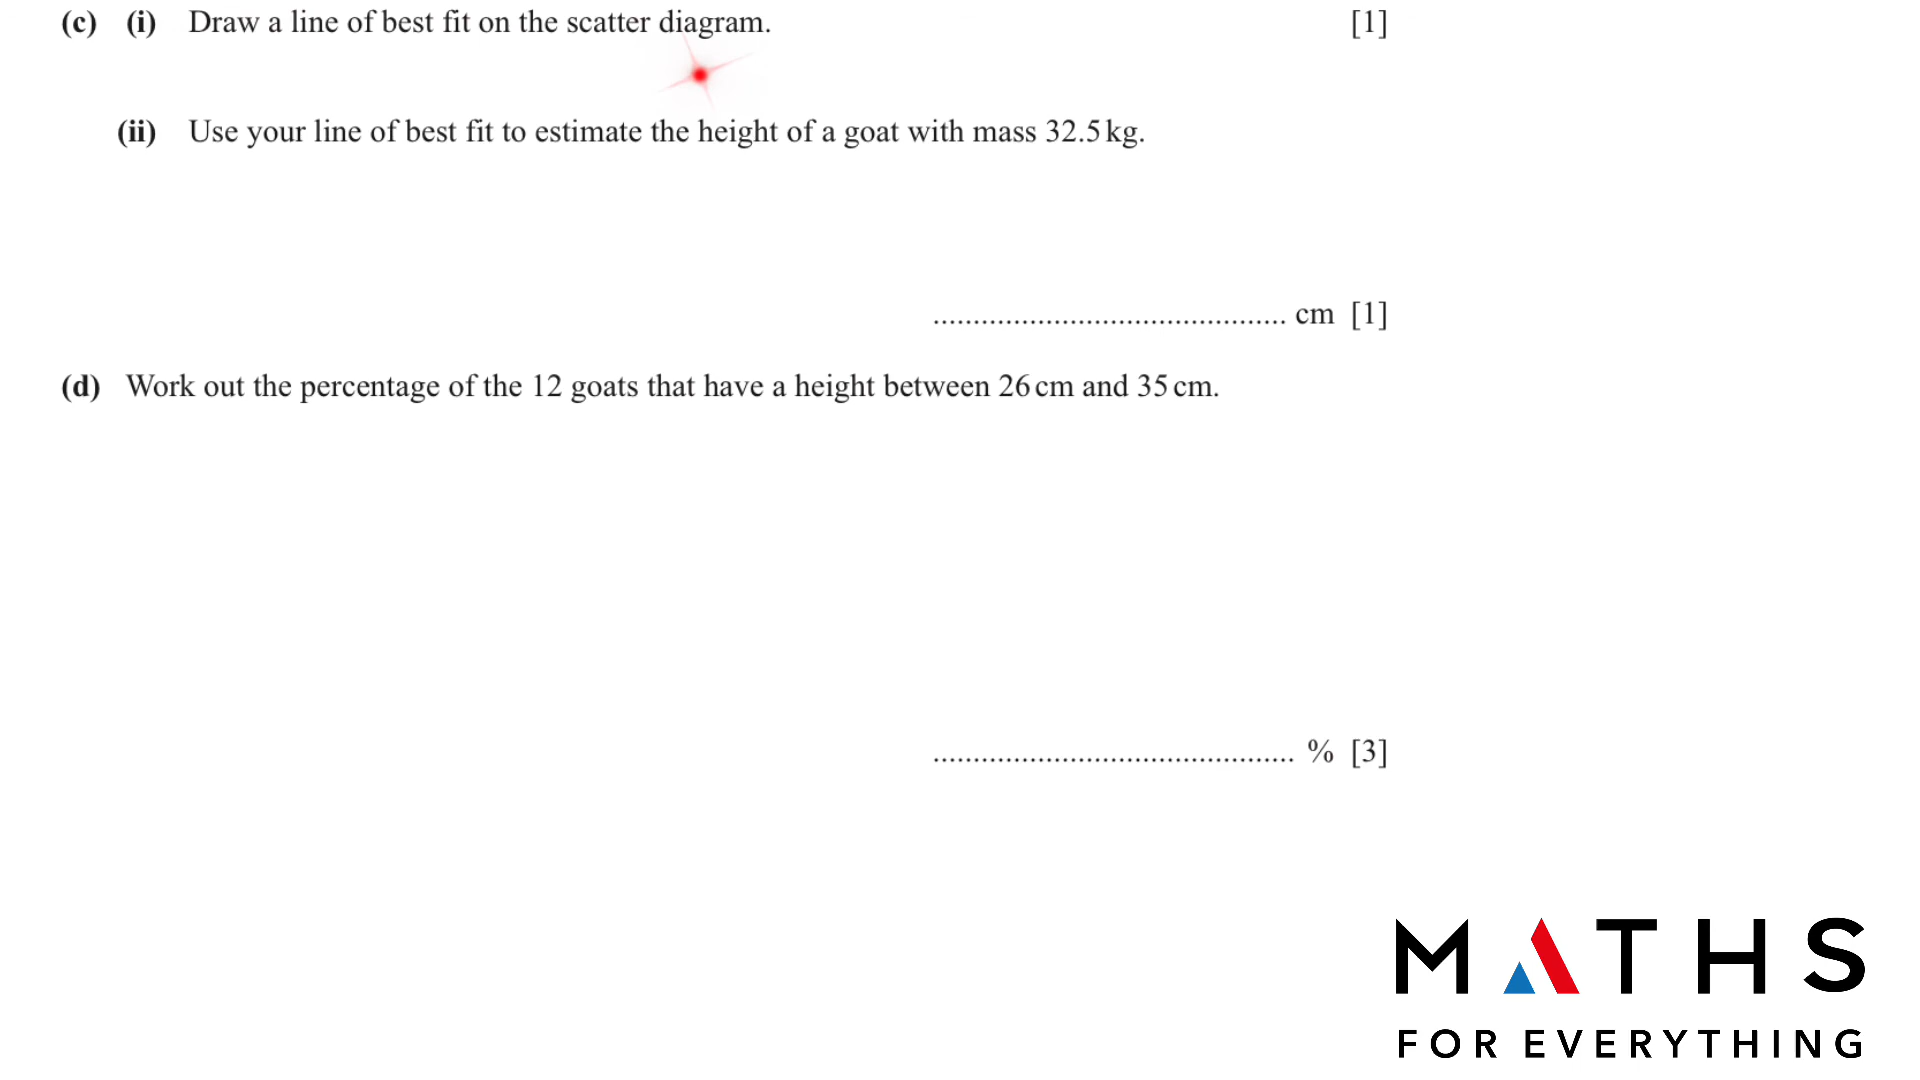 (c) (i) Draw a line of best fit on the scatter diagram. [1]
(ii) Use your line of best fit to estimate the height of a goat with mass 32.5 kg.
............................................ cm [1]
(d) Work out the percentage of the 12 goats that have a height between 26 cm and 35 cm.
............................................. % [3]
MATHS
FOR EVERYTHING